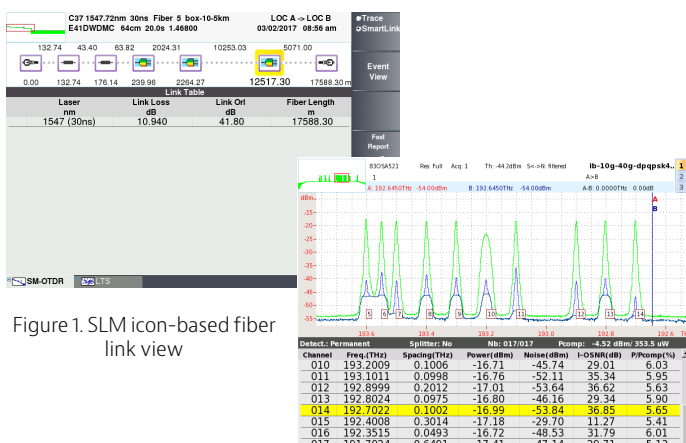 C37 1547.72nm 30ns Fiber 5 box-10-5km LOC A -> LOC B
E41DWDMC 64cm 20.0s 1.46800 03/02/2017 08:56 am
Trace
SmartLink
132.74 43.40 63.82 2024.31 10253.03 5071.00
0.00 132.74 176.14 239.96 2264.27 12517.30 17588.30 m
Event
View
Link Table
Laser Link Loss Link Orl Fiber Length
nm dB dB m
1547 (30ns) 10.940 41.80 17588.30
Fast
Report
SM-OTDR LTS
Figure 1. SLM icon-based fiber
link view
83OSA521 Res: Full Acq: 1 Th: -44.2dBm S<->N: filtered ib-10g-40g-dpqpsk4.. 1
1 A>B 2
A: 192.6450THz -54.00dBm B: 192.6450THz -54.00dBm A-B: 0.0000THz 0.00dB 3
dBm
A
B
-15
-20
-25
-30
-35
-40
-45
-50
-55
5 6 7 8 9 10 11 12 13 14
193.6 193.4 193.2 193.0 192.8 192.6
Detect.: Permanent Splitter: No Nb: 017/017 Pcomp: -4.52 dBm/ 353.5 uW
Channel Freq.(THz) Spacing(THz) Power(dBm) Noise(dBm) I-OSNR(dB) P/Pcomp(%)
010 193.2009 0.1006 -16.71 -45.74 29.01 6.03
011 193.1011 0.0998 -16.76 -52.11 35.34 5.95
012 192.8999 0.2012 -17.01 -53.64 36.62 5.63
013 192.8024 0.0975 -16.80 -46.16 29.34 5.90
014 192.7022 0.1002 -16.99 -53.84 36.85 5.65
015 192.4008 0.3014 -17.18 -29.70 11.27 5.41
016 192.3515 0.0493 -16.72 -48.53 31.79 6.01